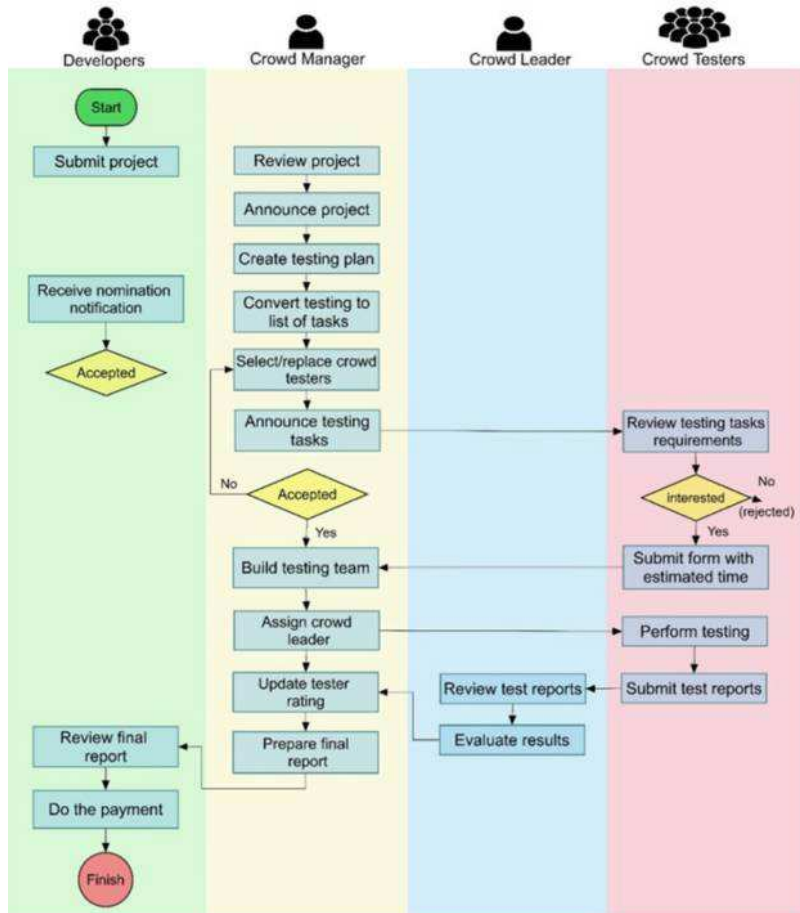 Developers
Crowd Manager
Crowd Leader
Crowd Testers
Start
Submit project
Review project
Announce project
Create testing plan
Receive nomination
notification
Convert testing to
list of tasks
Accepted
Select/replace crowd
testers
Announce testing
tasks
Review testing tasks
requirements
No
Accepted
Yes
interested
No
(rejected)
Yes
Build testing team
Submit form with
estimated time
Assign crowd
leader
Perform testing
Update tester
rating
Review test reports
Submit test reports
Review final
report
Prepare final
report
Evaluate results
Do the payment
Finish